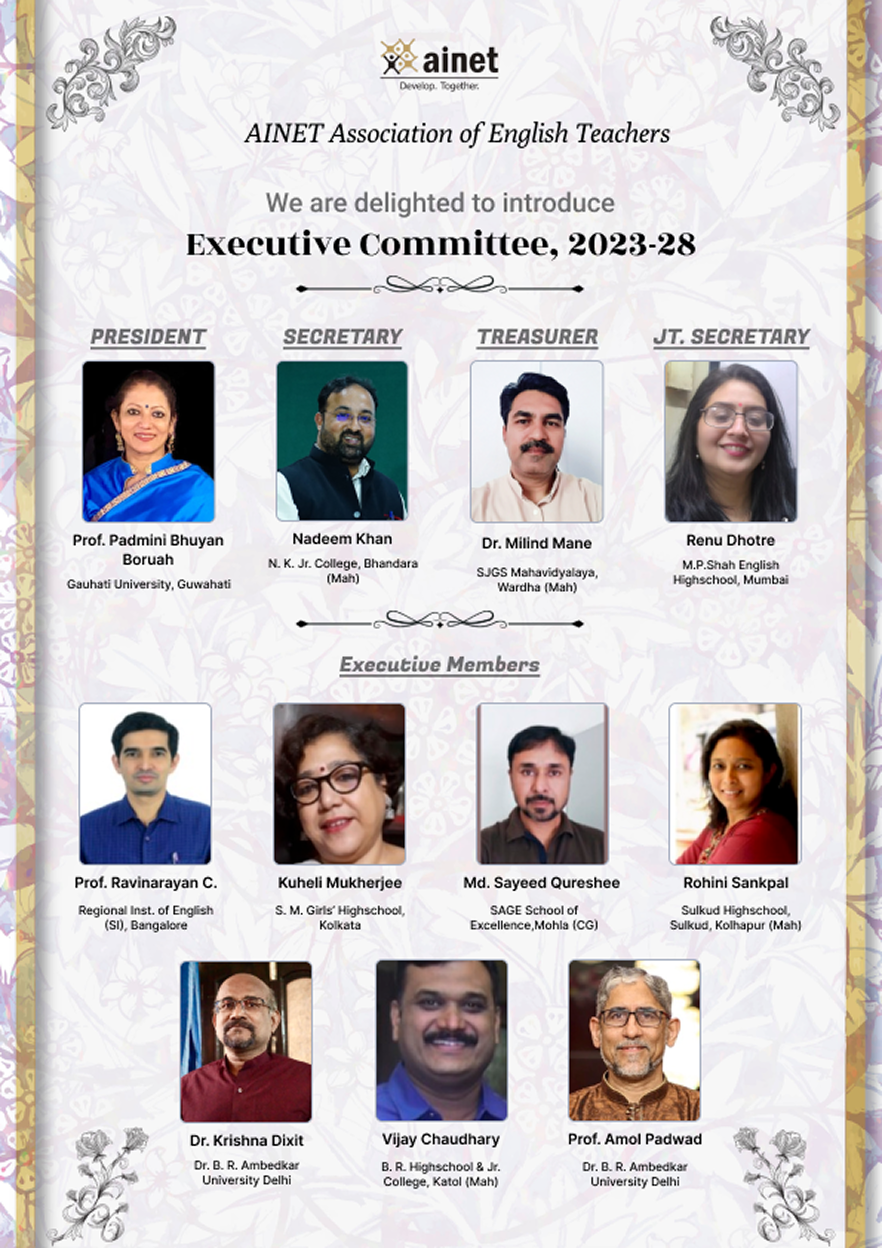 ainet
Develop. Together.
AINET Association of English Teachers
We are delighted to introduce
Executive Committee, 2023-28
PRESIDENT
SECRETARY
TREASURER
JT. SECRETARY
Prof. Padmini Bhuyan
Boruah
Gauhati University, Guwahati
Nadeem Khan
N. K. Jr. College, Bhandara
(Mah)
Dr. Milind Mane
SJGS Mahavidyalaya,
Wardha (Mah)
Renu Dhotre
M.P.Shah English
Highschool, Mumbai
Executive Members
Prof. Ravinarayan C.
Regional Inst. of English
(SI), Bangalore
Kuheli Mukherjee
S. M. Girls' Highschool,
Kolkata
Md. Sayeed Qureshee
SAGE School of
Excellence,Mohla (CG)
Rohini Sankpal
Sulkud Highschool,
Sulkud, Kolhapur (Mah)
Dr. Krishna Dixit
Dr. B. R. Ambedkar
University Delhi
Vijay Chaudhary
B. R. Highschool & Jr.
College, Katol (Mah)
Prof. Amol Padwad
Dr. B. R. Ambedkar
University Delhi